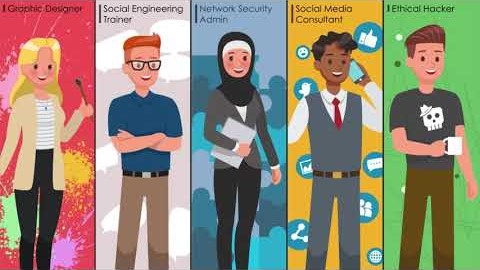 Graphic Designer
Social Engineering
Trainer
Network Security
Admin
Social Media
Consultant
Ethical Hacker